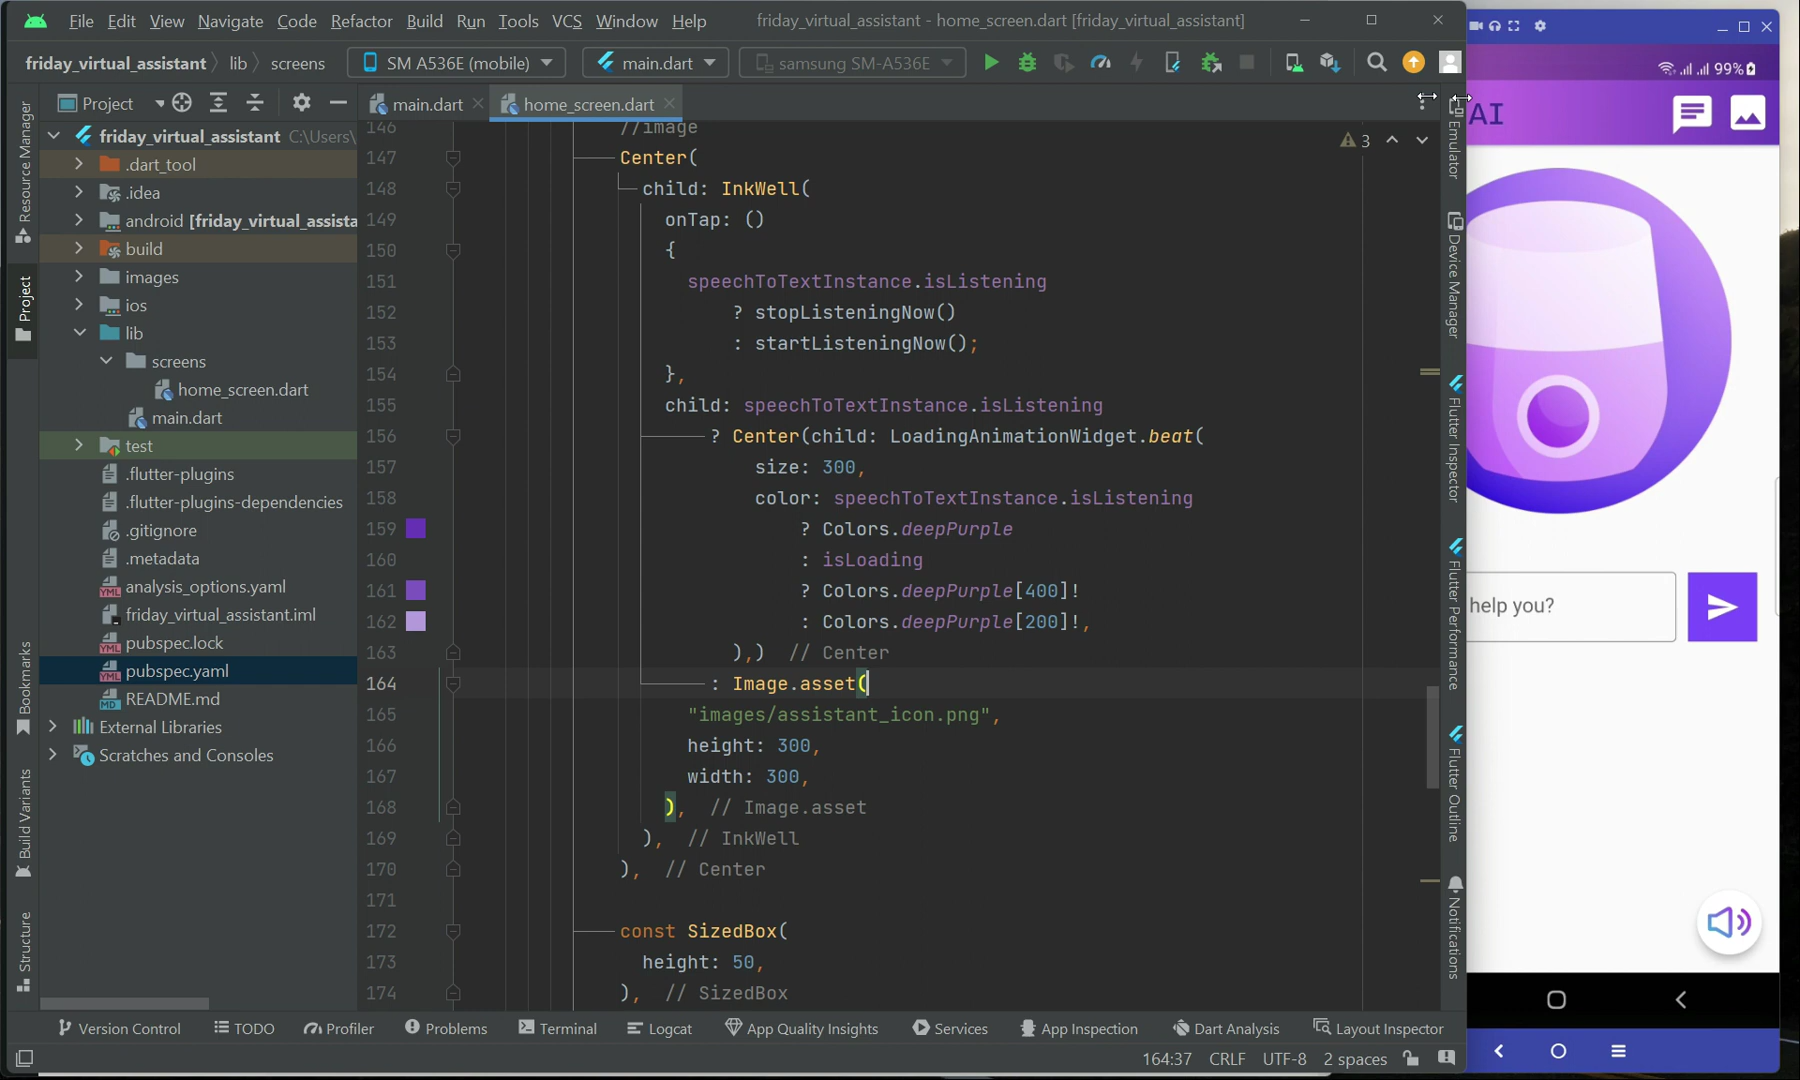 File Edit View Navigate Code Refactor Build Run Tools VCS Window Help friday_virtual_assistant - home_screen.dart [friday_virtual_assistant]
friday_virtual_assistant lib screens SM A536E (mobile) main.dart samsung SM-A536E
Project main.dart home_screen.dart
Resource Manager
Project
Bookmarks
Build Variants
Structure
friday_virtual_assistant C:\Users\
.dart_tool
.idea
android [friday_virtual_assista
build
images
ios
lib
screens
home_screen.dart
main.dart
test
.flutter-plugins
.flutter-plugins-dependencies
.gitignore
.metadata
analysis_options.yaml
friday_virtual_assistant.iml
pubspec.lock
pubspec.yaml
README.md
External Libraries
Scratches and Consoles
3
146 //image
147 Center(
148 child: InkWell(
149 onTap: ()
150 {
151 speechToTextInstance.isListening
152 ? stopListeningNow()
153 : startListeningNow();
154 },
155 child: speechToTextInstance.isListening
156 ? Center(child: LoadingAnimationWidget.beat(
157 size: 300,
158 color: speechToTextInstance.isListening
159 ? Colors.deepPurple
160 : isLoading
161 ? Colors.deepPurple[400]!
162 : Colors.deepPurple[200]!,
163 ),) // Center
164 : Image.asset(
165 "images/assistant_icon.png",
166 height: 300,
167 width: 300,
168 ), // Image.asset
169 ), // InkWell
170 ), // Center
171
172 const SizedBox(
173 height: 50,
174 ), // SizedBox
Emulator
Device Manager
Flutter Inspector
Flutter Performance
Flutter Outline
Notifications
Version Control TODO Profiler Problems Terminal Logcat App Quality Insights Services App Inspection Dart Analysis Layout Inspector
164:37 CRLF UTF-8 2 spaces
99%
AI
help you?